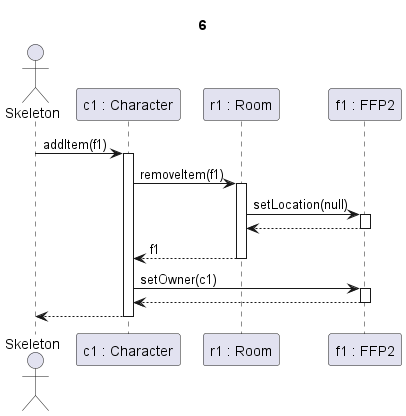 6
Skeleton
c1 : Character
r1 : Room
f1 : FFP2
addItem(f1)
removeItem(f1)
setLocation(null)
f1
setOwner(c1)
Skeleton
c1 : Character
r1 : Room
f1 : FFP2